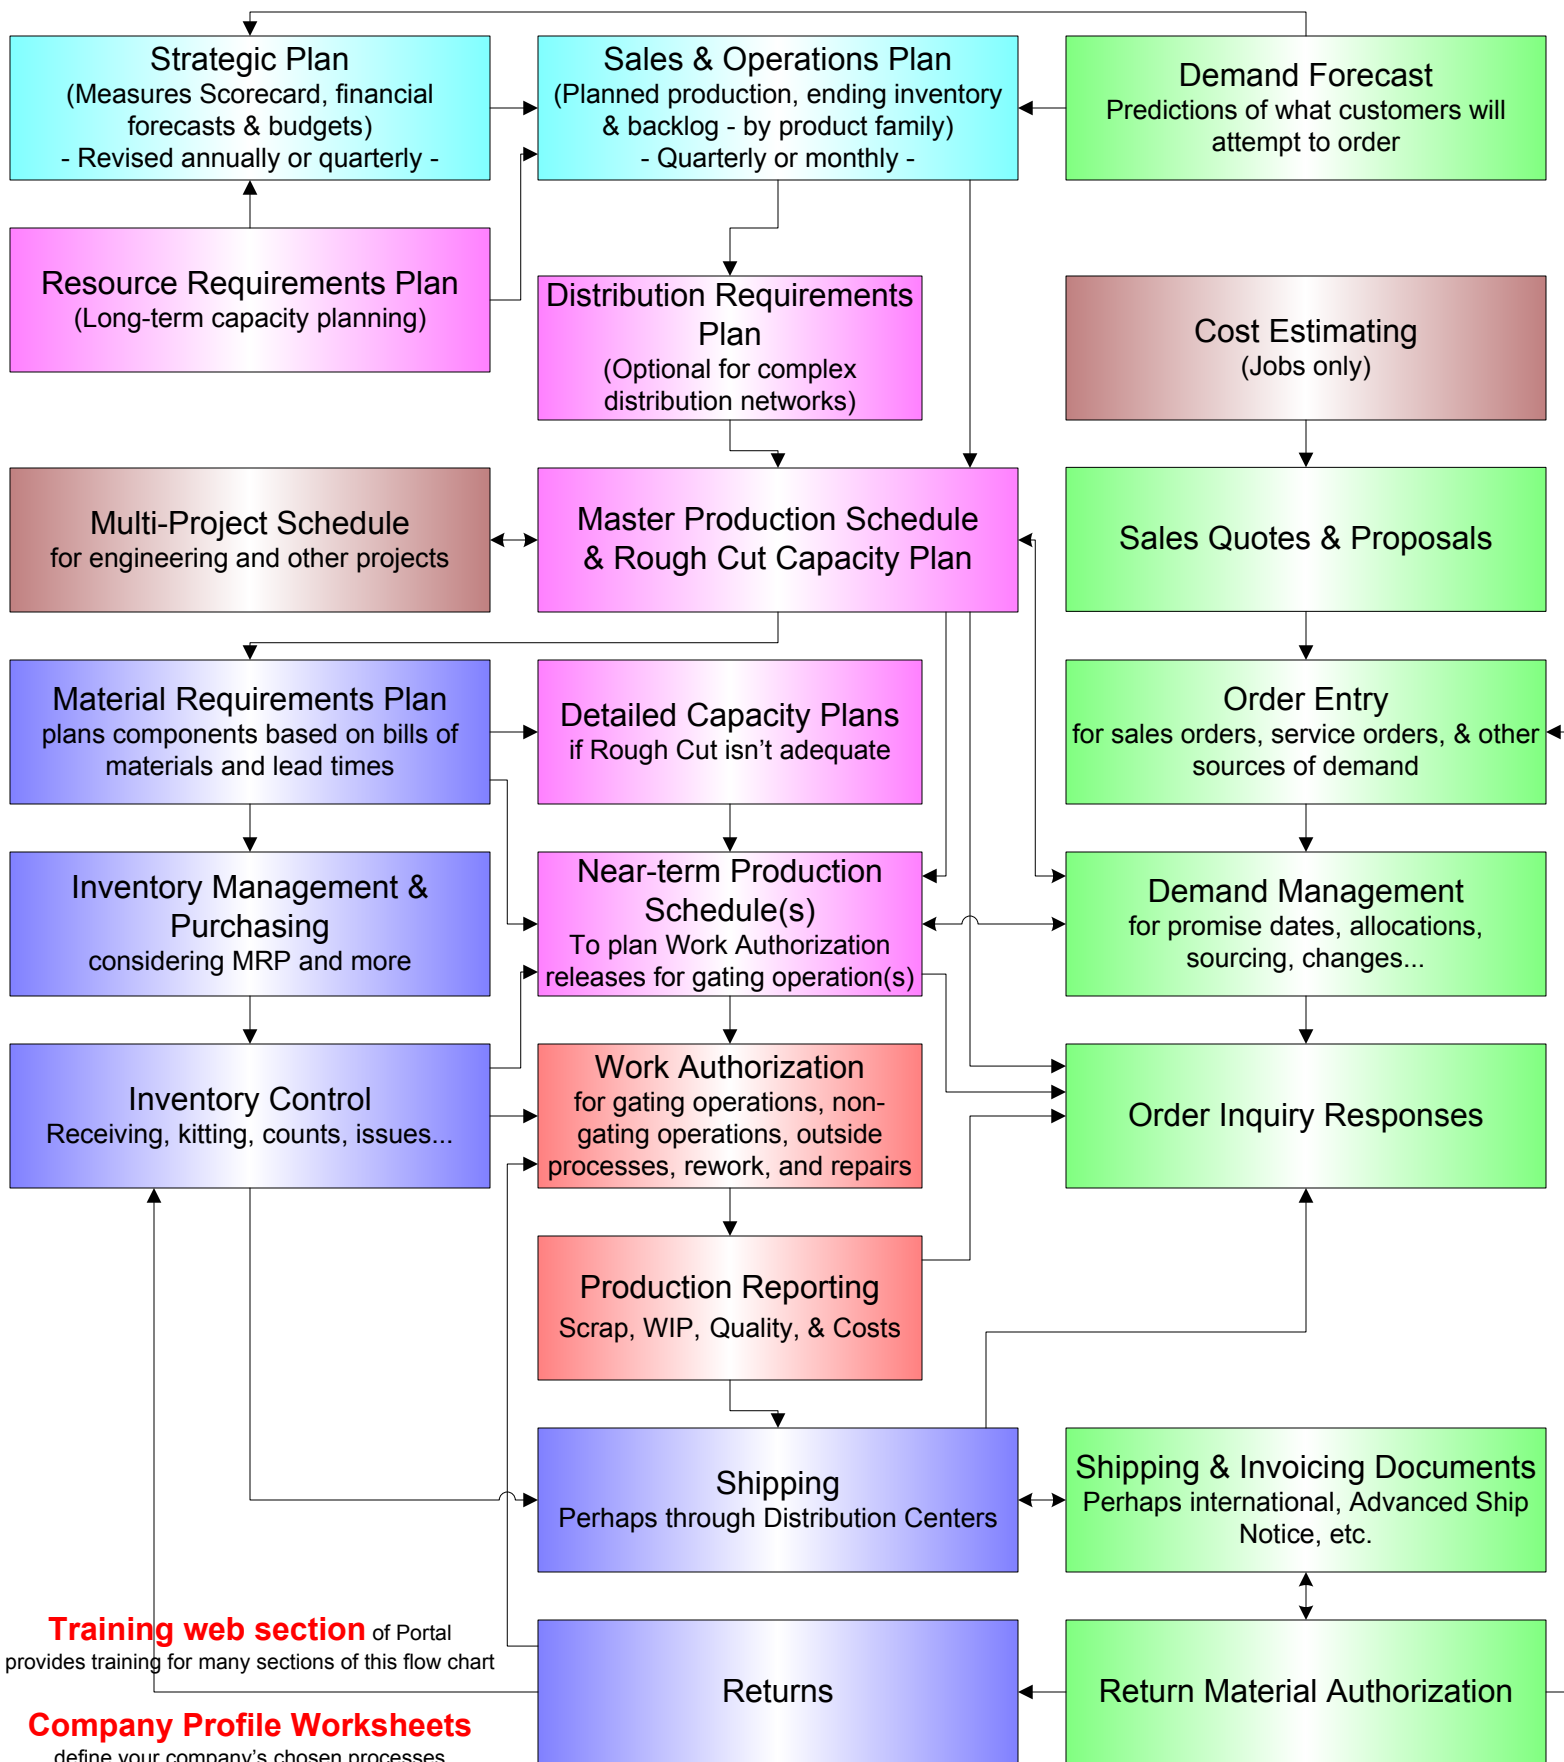 Strategic Plan
(Measures Scorecard, financial
forecasts & budgets)
- Revised annually or quarterly -
Sales & Operations Plan
(Planned production, ending inventory
& backlog - by product family)
- Quarterly or monthly -
Demand Forecast
Predictions of what customers will
attempt to order
Resource Requirements Plan
(Long-term capacity planning)
Distribution Requirements
Plan
(Optional for complex
distribution networks)
Cost Estimating
(Jobs only)
Multi-Project Schedule
for engineering and other projects
Master Production Schedule
& Rough Cut Capacity Plan
Sales Quotes & Proposals
Material Requirements Plan
plans components based on bills of
materials and lead times
Detailed Capacity Plans
if Rough Cut isn't adequate
Order Entry
for sales orders, service orders, & other
sources of demand
Inventory Management &
Purchasing
considering MRP and more
Near-term Production
Schedule(s)
To plan Work Authorization
releases for gating operation(s)
Demand Management
for promise dates, allocations,
sourcing, changes...
Inventory Control
Receiving, kitting, counts, issues...
Work Authorization
for gating operations, non-
gating operations, outside
processes, rework, and repairs
Order Inquiry Responses
Production Reporting
Scrap, WIP, Quality, & Costs
Shipping
Perhaps through Distribution Centers
Shipping & Invoicing Documents
Perhaps international, Advanced Ship
Notice, etc.
Training web section of Portal
provides training for many sections of this flow chart
Returns
Return Material Authorization
Company Profile Worksheets
define your company's chosen processes